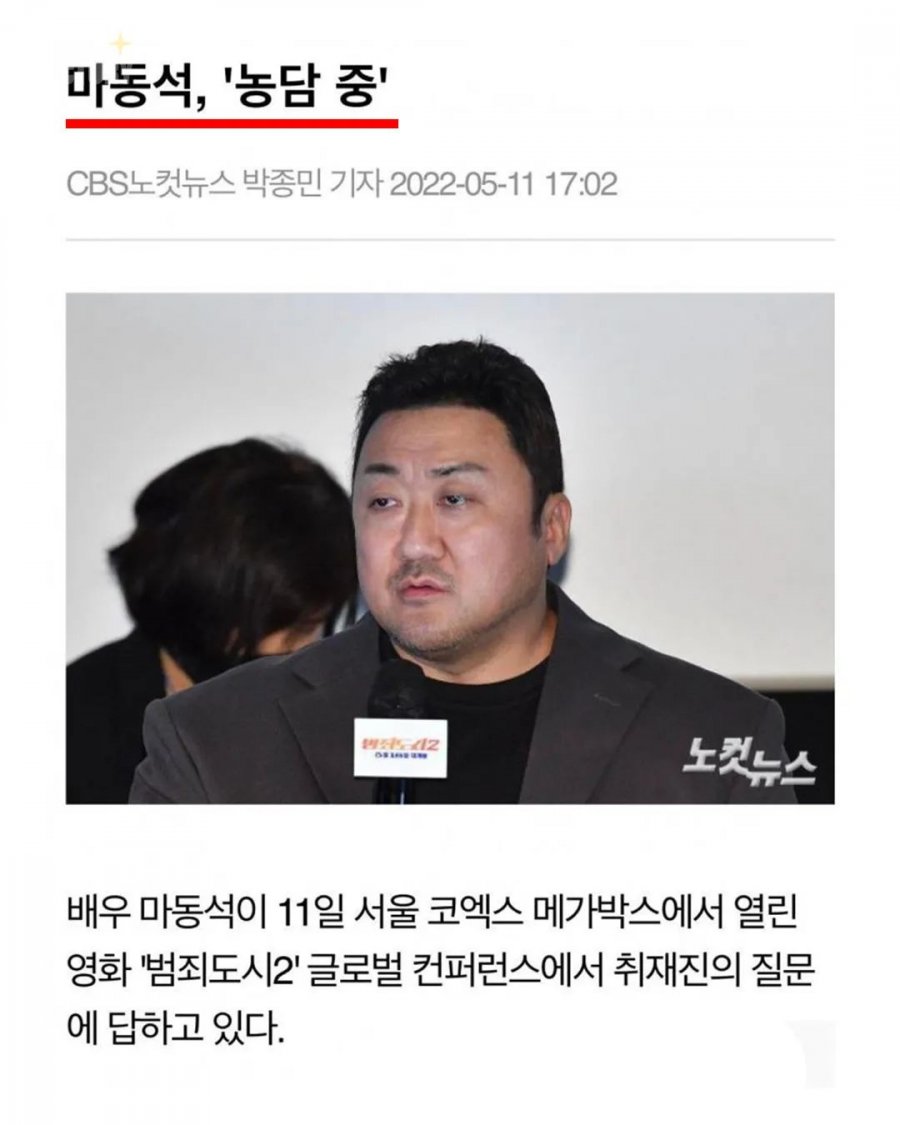 마동석, '농담 중'
CBS노컷뉴스 박종민 기자 2022-05-11 17:02
범죄도시2
노컷뉴스
배우 마동석이 11일 서울 코엑스 메가박스에서 열린
영화 '범죄도시2' 글로벌 컨퍼런스에서 취재진의 질문
에 답하고 있다.